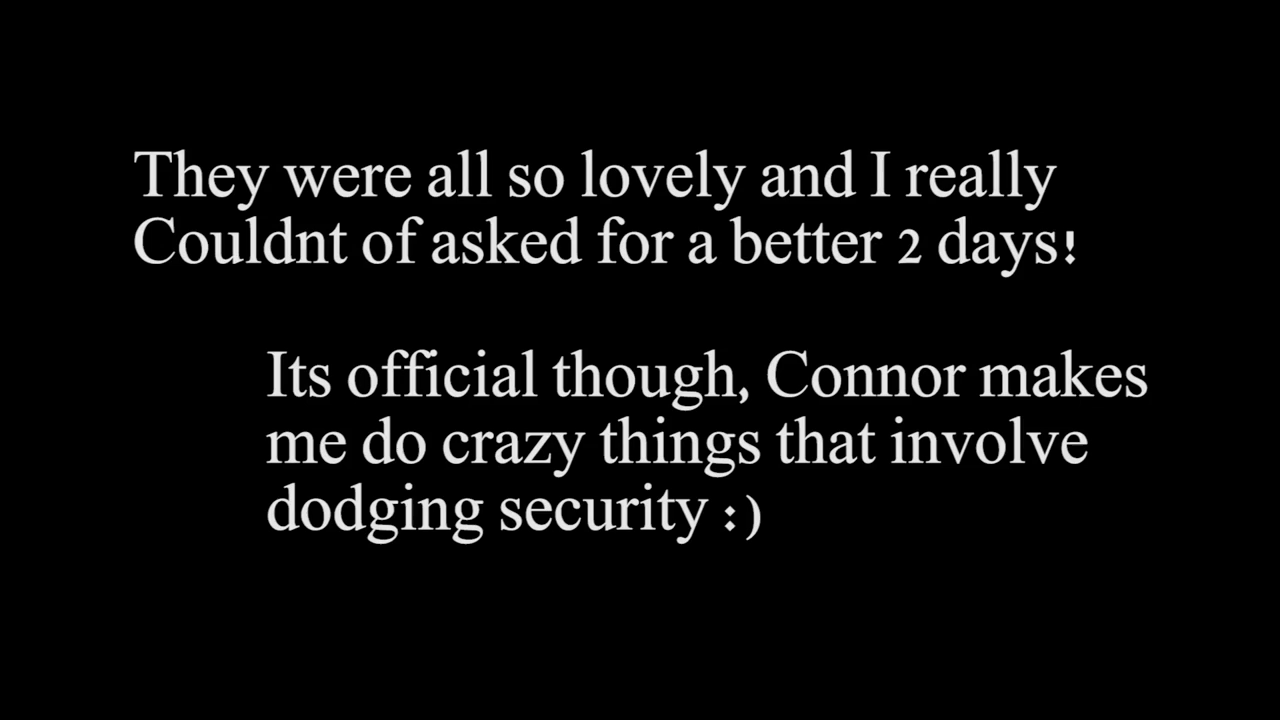 They were all so lovely and I really
Couldnt of asked for a better 2 days!
Its official though, Connor makes
me do crazy things that involve
dodging security :)